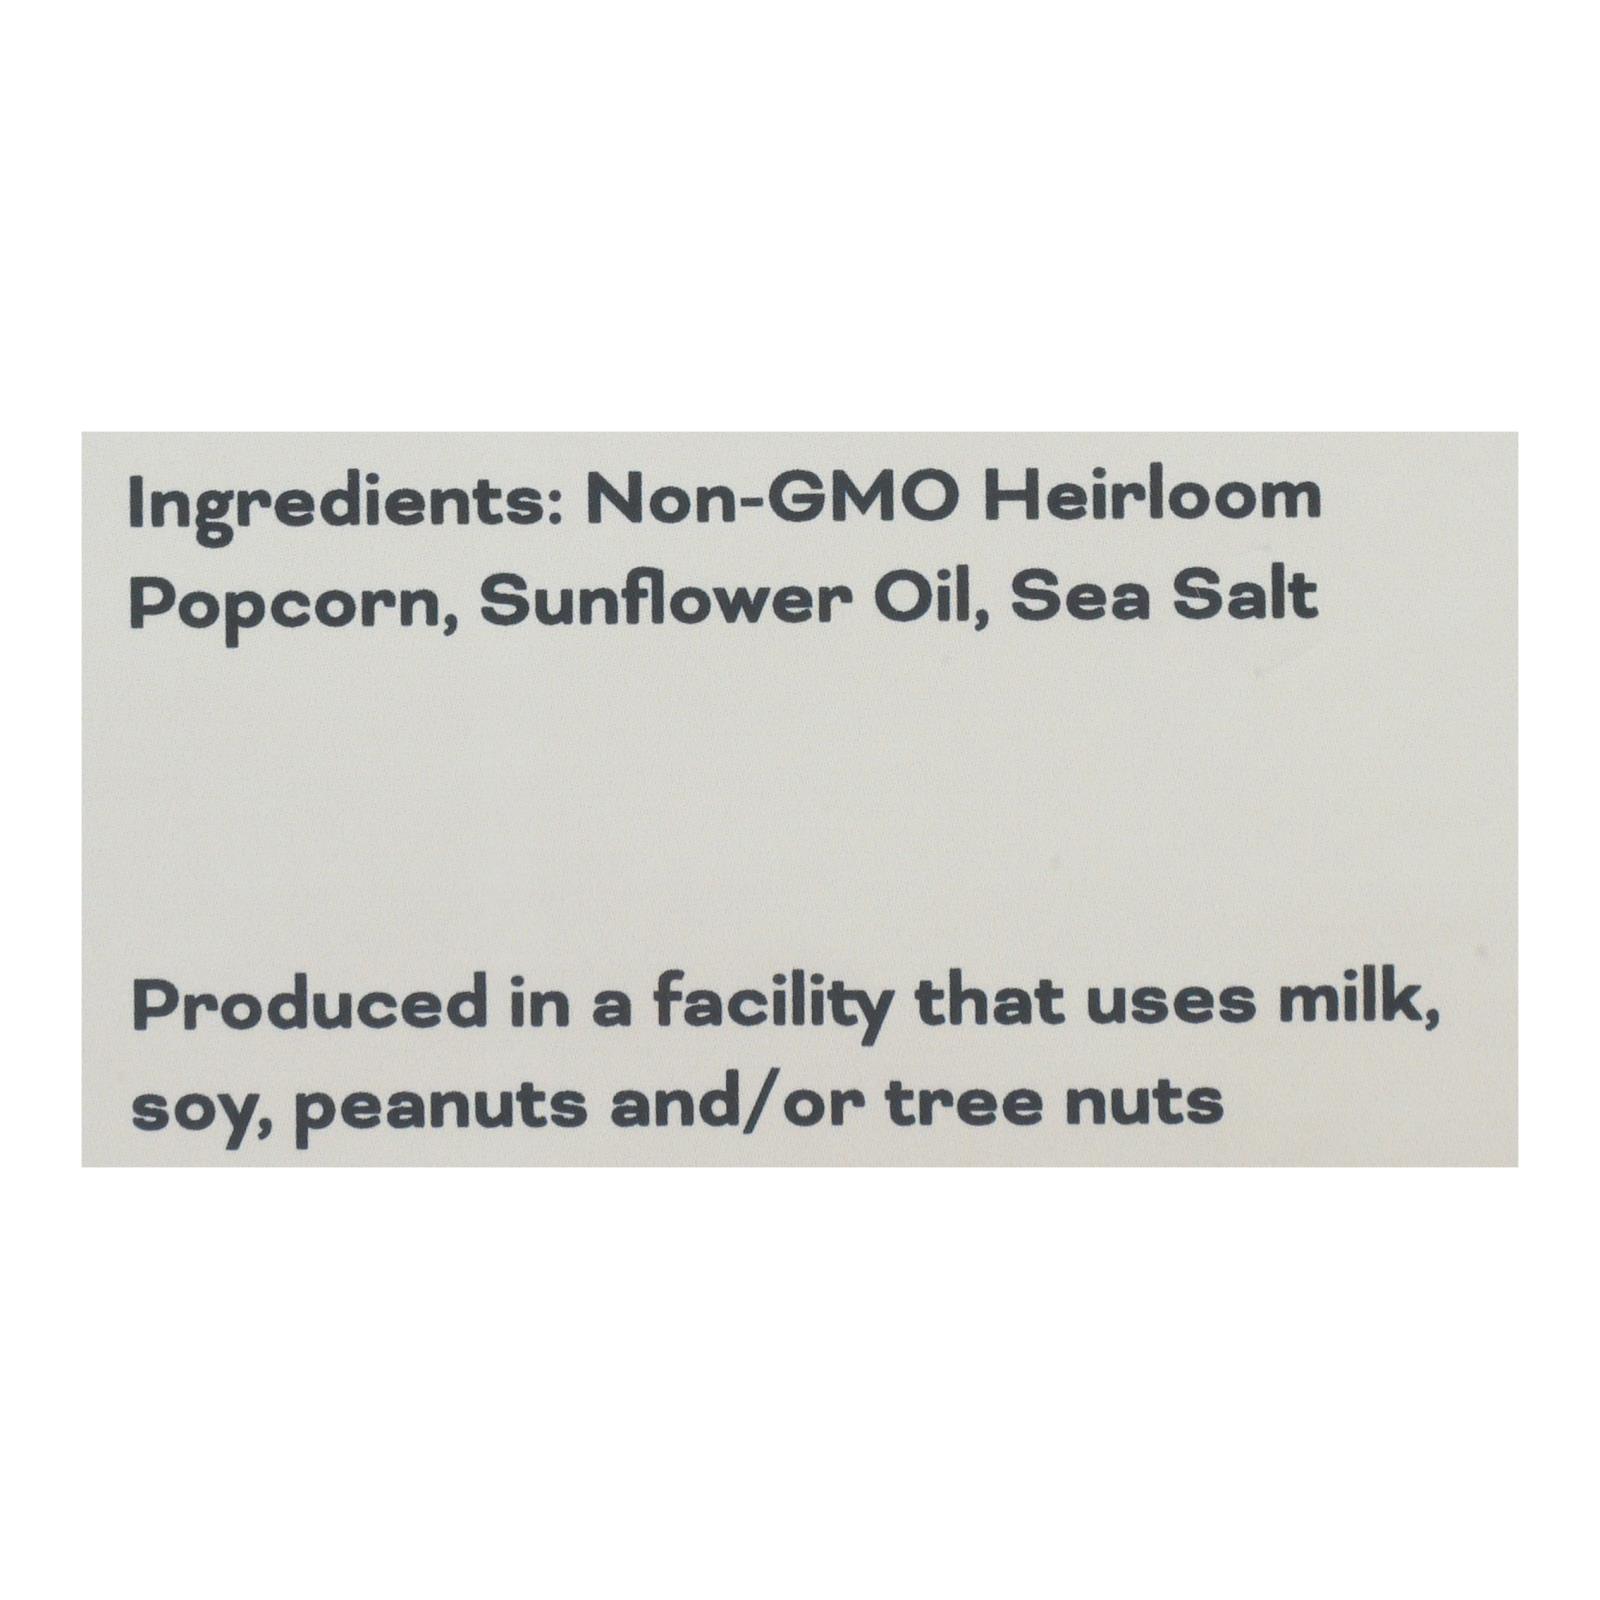 Ingredients: Non-GMO Heirloom
Popcorn, Sunflower Oil, Sea Salt
Produced in a facility that uses milk,
soy, peanuts and/or tree nuts